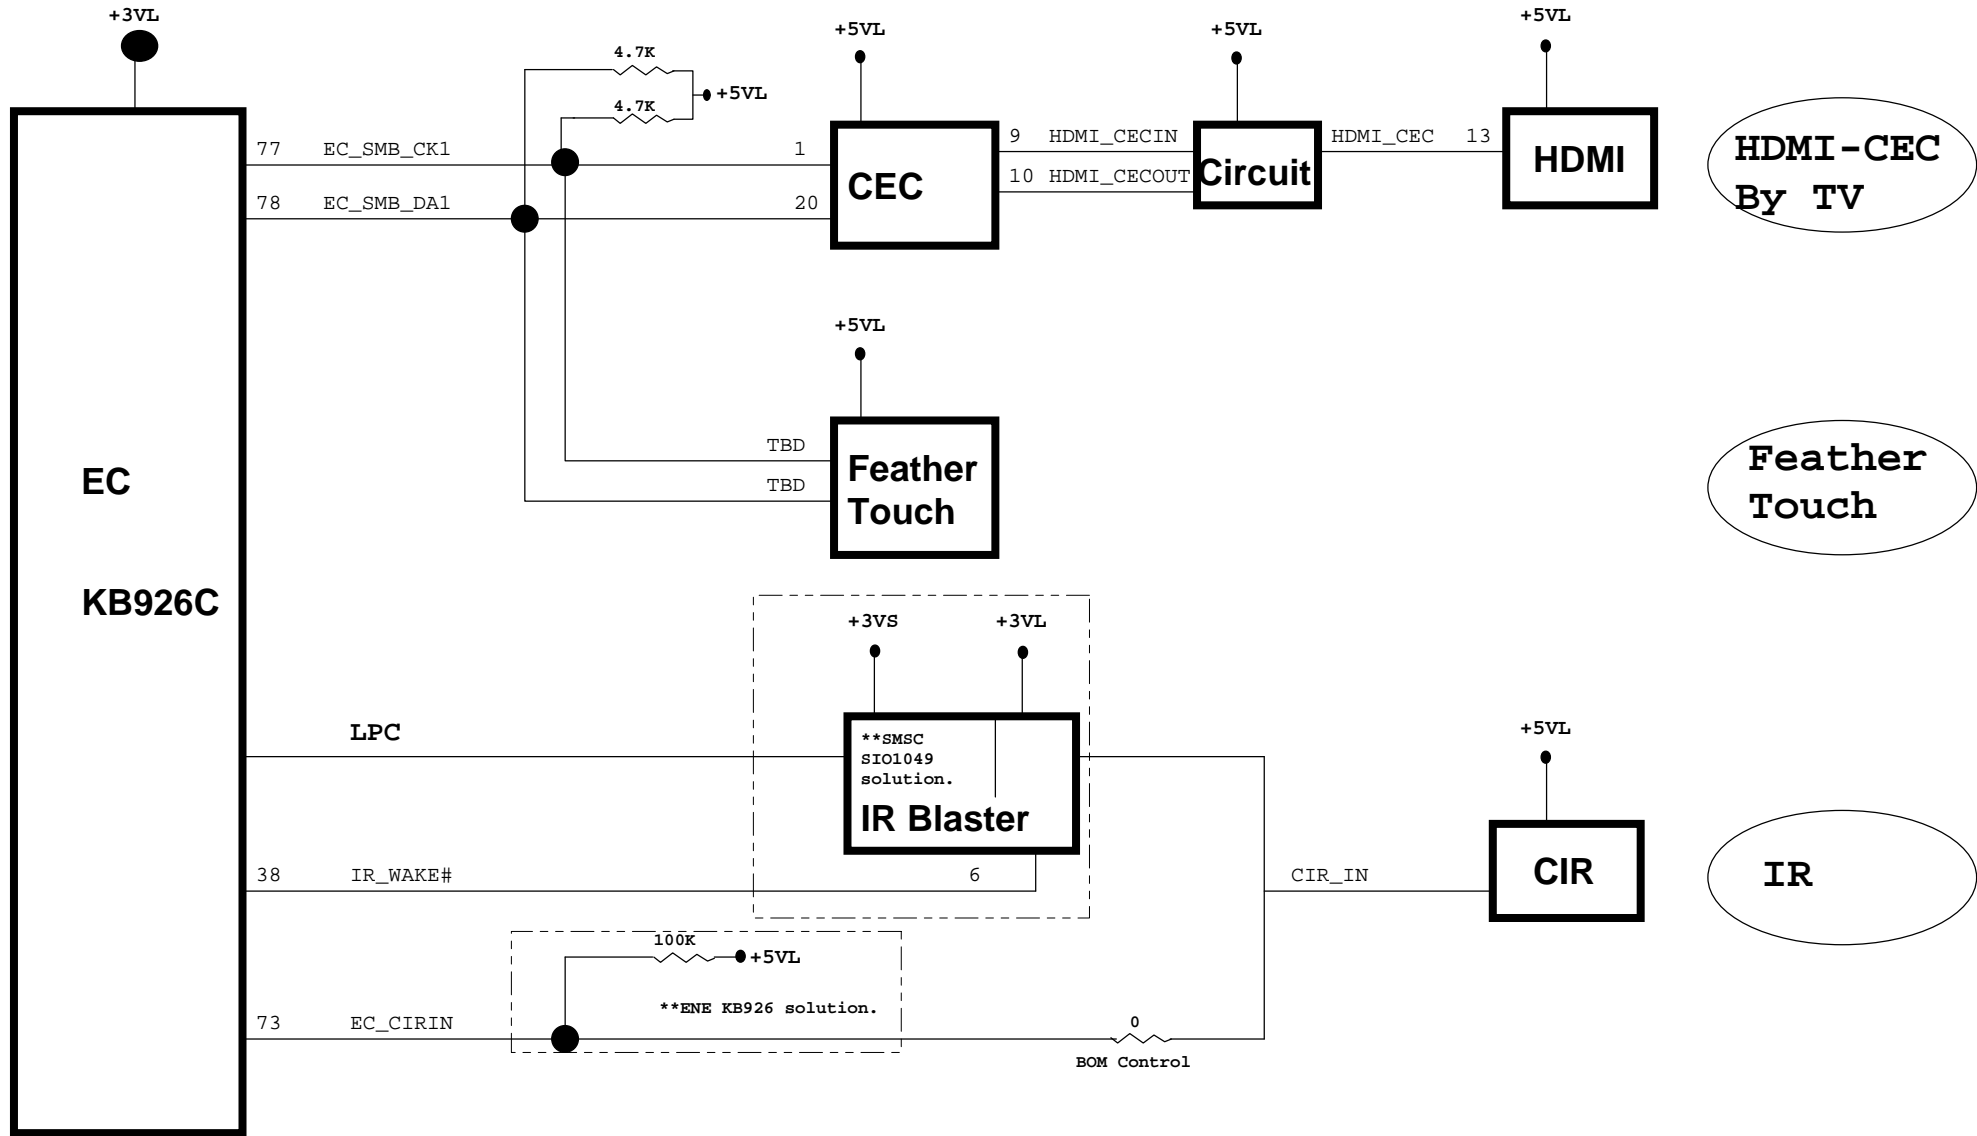 +3VL
4.7K
+5VL
4.7K
+5VL
+5VL
+5VL
77 EC_SMB_CK1 1
78 EC_SMB_DA1 20
CEC
9 HDMI_CECIN
10 HDMI_CECOUT
Circuit
HDMI_CEC 13
HDMI
HDMI-CEC
By TV
+5VL
TBD
TBD
Feather
Touch
Feather
Touch
EC
KB926C
+3VS
+3VL
LPC
**SMSC
SIO1049
solution.
IR Blaster
+5VL
38 IR_WAKE# 6
CIR_IN
CIR
IR
100K
+5VL
**ENE KB926 solution.
73 EC_CIRIN
0
BOM Control